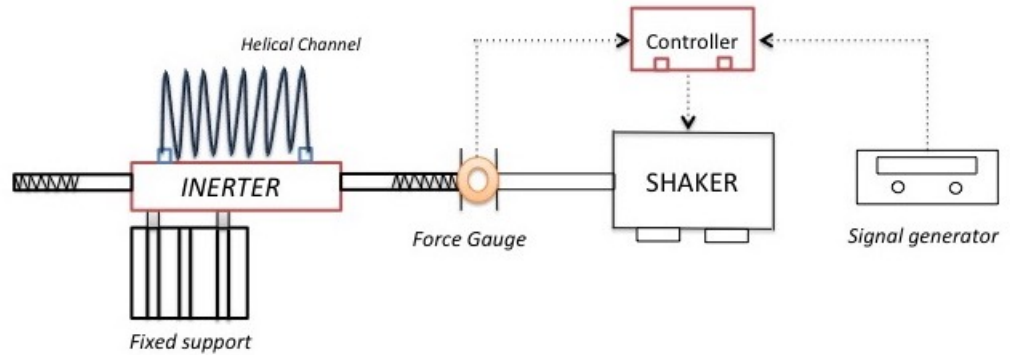 Helical Channel
Controller
INERTER
SHAKER
Force Gauge
Signal generator
Fixed support